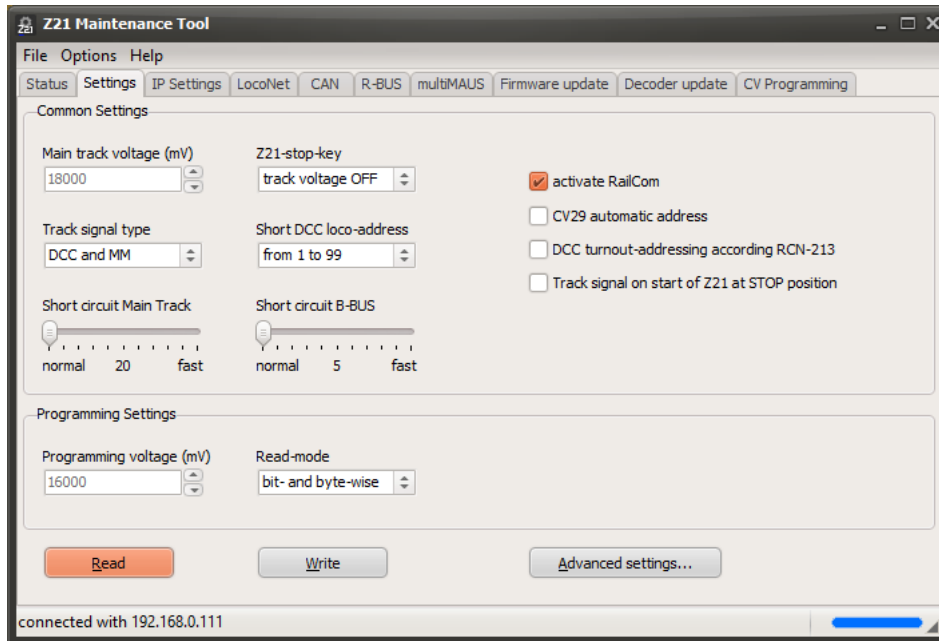 Z21 Maintenance Tool
File Options Help
Status Settings IP Settings LocoNet CAN R-BUS multiMAUS Firmware update Decoder update CV Programming
Common Settings
Main track voltage (mV) Z21-stop-key
18000 track voltage OFF
activate RailCom
CV29 automatic address
Track signal type Short DCC loco-address
DCC and MM from 1 to 99
DCC turnout-addressing according RCN-213
Track signal on start of Z21 at STOP position
Short circuit Main Track Short circuit B-BUS
normal 20 fast normal 5 fast
Programming Settings
Programming voltage (mV) Read-mode
16000 bit- and byte-wise
Read Write Advanced settings...
connected with 192.168.0.111